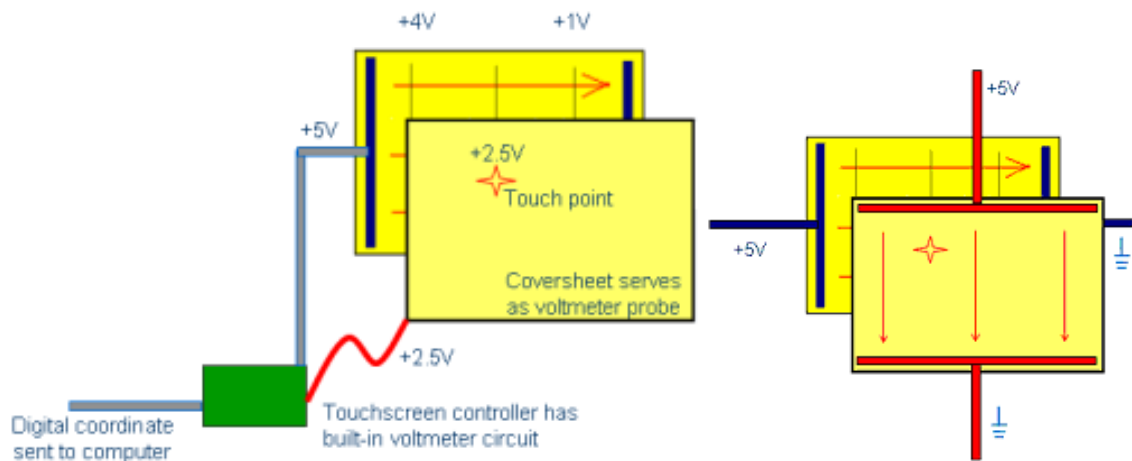 +4V
+1V
+5V
+2.5V
Touch point
Coversheet serves
as voltmeter probe
+2.5V
Touchscreen controller has
built-in voltmeter circuit
Digital coordinate
sent to computer
+5V
+5V